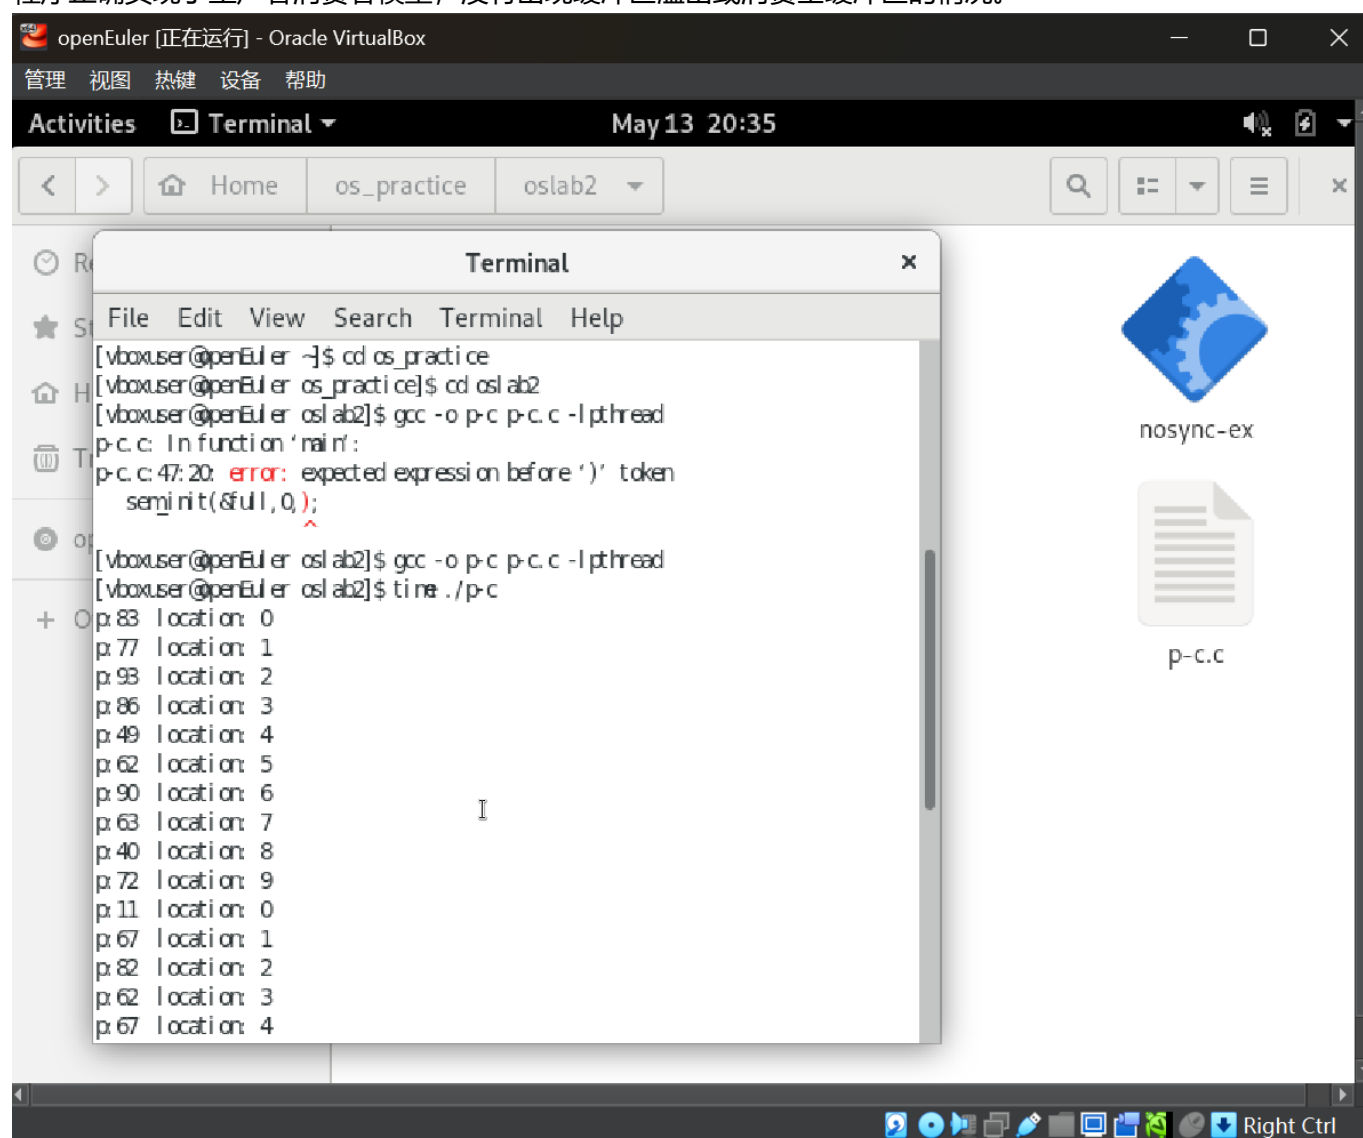 openEuler [正在运行] - Oracle VirtualBox
管理 视图 热键 设备 帮助
Activities Terminal May 13 20:35
Home os_practice oslab2
Terminal
File Edit View Search Terminal Help
[vboxuser@openEuler ~]$ cd os_practice
[vboxuser@openEuler os_practice]$ cd oslab2
[vboxuser@openEuler oslab2]$ gcc -o p-c p-c.c -lpthread
p-c.c: In function ‘main’:
p-c.c:47:20: error: expected expression before ‘)’ token
sem_init(&full,0,);
^
[vboxuser@openEuler oslab2]$ gcc -o p-c p-c.c -lpthread
[vboxuser@openEuler oslab2]$ time ./p-c
p:83 location: 0
p:77 location: 1
p:93 location: 2
p:86 location: 3
p:49 location: 4
p:62 location: 5
p:90 location: 6
p:63 location: 7
p:40 location: 8
p:72 location: 9
p:11 location: 0
p:67 location: 1
p:82 location: 2
p:62 location: 3
p:67 location: 4
nosync-ex
p-c.c
Right Ctrl